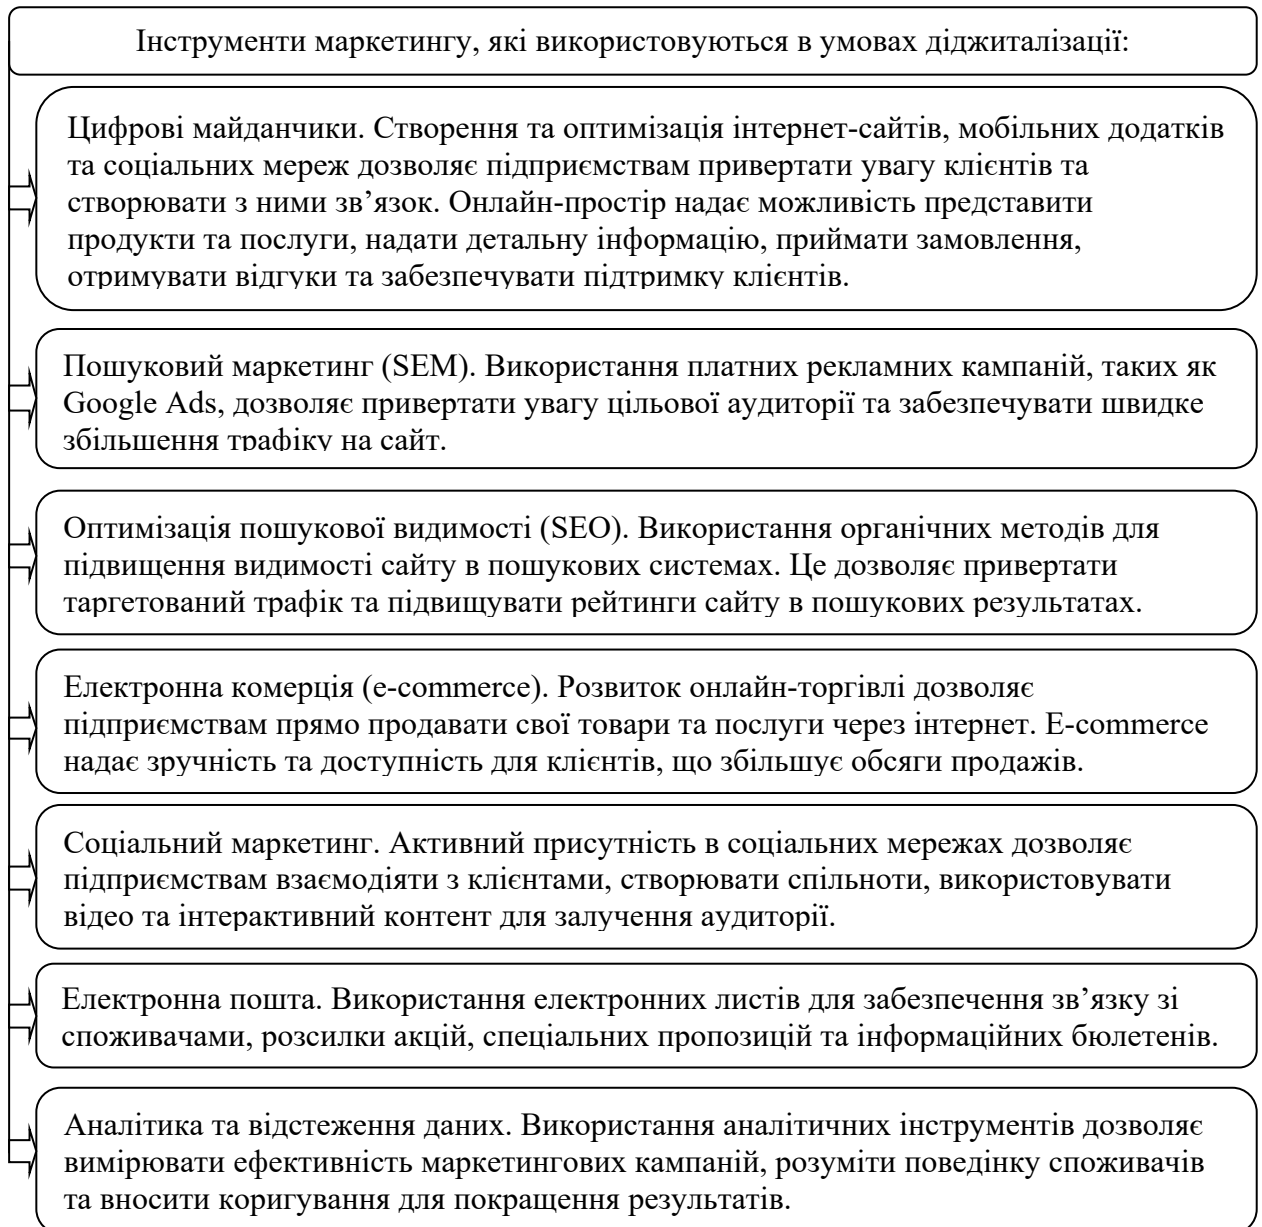 Інструменти маркетингу, які використовуються в умовах діджиталізації:
Цифрові майданчики. Створення та оптимізація інтернет-сайтів, мобільних додатків
та соціальних мереж дозволяє підприємствам привертати увагу клієнтів та
створювати з ними зв’язок. Онлайн-простір надає можливість представити
продукти та послуги, надати детальну інформацію, приймати замовлення,
отримувати відгуки та забезпечувати підтримку клієнтів.
Пошуковий маркетинг (SEM). Використання платних рекламних кампаній, таких як
Google Ads, дозволяє привертати увагу цільової аудиторії та забезпечувати швидке
збільшення трафіку на сайт.
Оптимізація пошукової видимості (SEO). Використання органічних методів для
підвищення видимості сайту в пошукових системах. Це дозволяє привертати
таргетований трафік та підвищувати рейтинги сайту в пошукових результатах.
Електронна комерція (e-commerce). Розвиток онлайн-торгівлі дозволяє
підприємствам прямо продавати свої товари та послуги через інтернет. E-commerce
надає зручність та доступність для клієнтів, що збільшує обсяги продажів.
Соціальний маркетинг. Активний присутність в соціальних мережах дозволяє
підприємствам взаємодіяти з клієнтами, створювати спільноти, використовувати
відео та інтерактивний контент для залучення аудиторії.
Електронна пошта. Використання електронних листів для забезпечення зв’язку зі
споживачами, розсилки акцій, спеціальних пропозицій та інформаційних бюлетенів.
Аналітика та відстеження даних. Використання аналітичних інструментів дозволяє
вимірювати ефективність маркетингових кампаній, розуміти поведінку споживачів
та вносити коригування для покращення результатів.